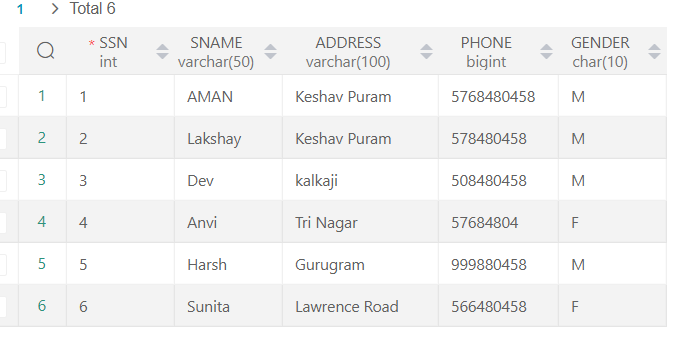 1 > Total 6
* SSN SNAME ADDRESS PHONE GENDER
int varchar(50) varchar(100) bigint char(10)
1 1 AMAN Keshav Puram 5768480458 M
2 2 Lakshay Keshav Puram 578480458 M
3 3 Dev kalkaji 508480458 M
4 4 Anvi Tri Nagar 57684804 F
5 5 Harsh Gurugram 999880458 M
6 6 Sunita Lawrence Road 566480458 F